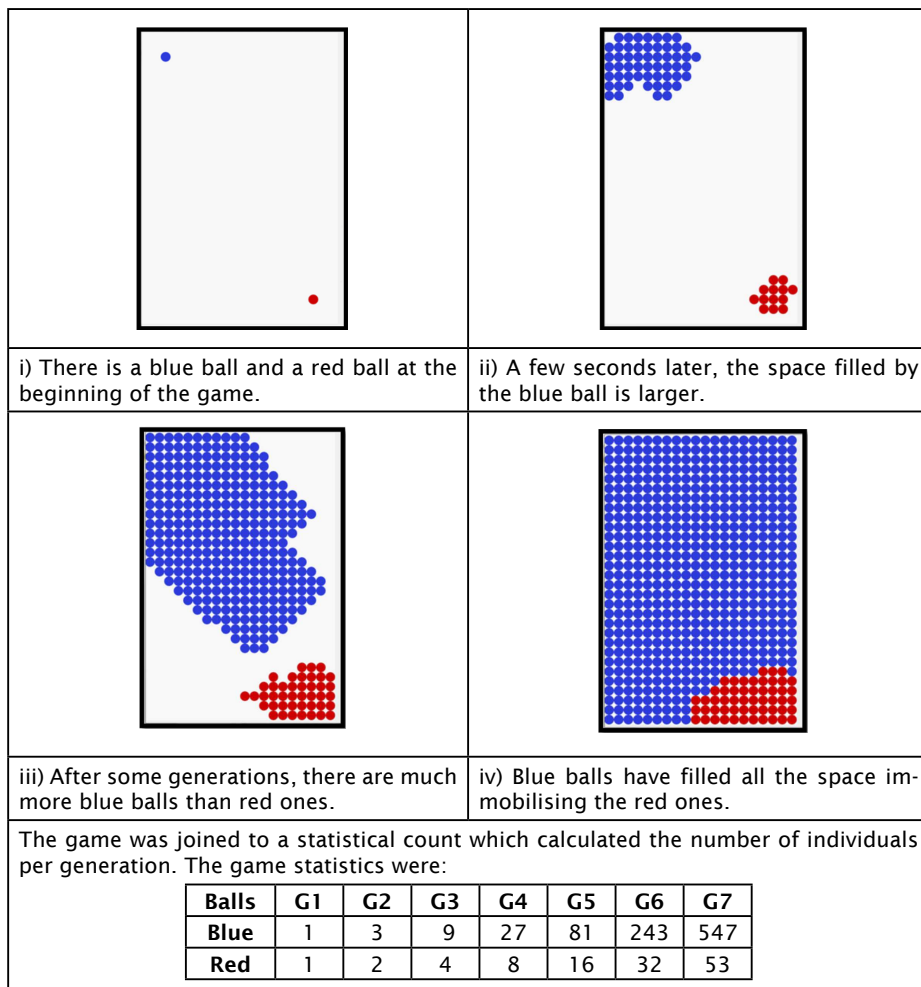 i) There is a blue ball and a red ball at the
beginning of the game.
ii) A few seconds later, the space filled by
the blue ball is larger.
iii) After some generations, there are much
more blue balls than red ones.
iv) Blue balls have filled all the space im-
mobilising the red ones.
The game was joined to a statistical count which calculated the number of individuals
per generation. The game statistics were:
Balls G1 G2 G3 G4 G5 G6 G7
Blue 1 3 9 27 81 243 547
Red 1 2 4 8 16 32 53